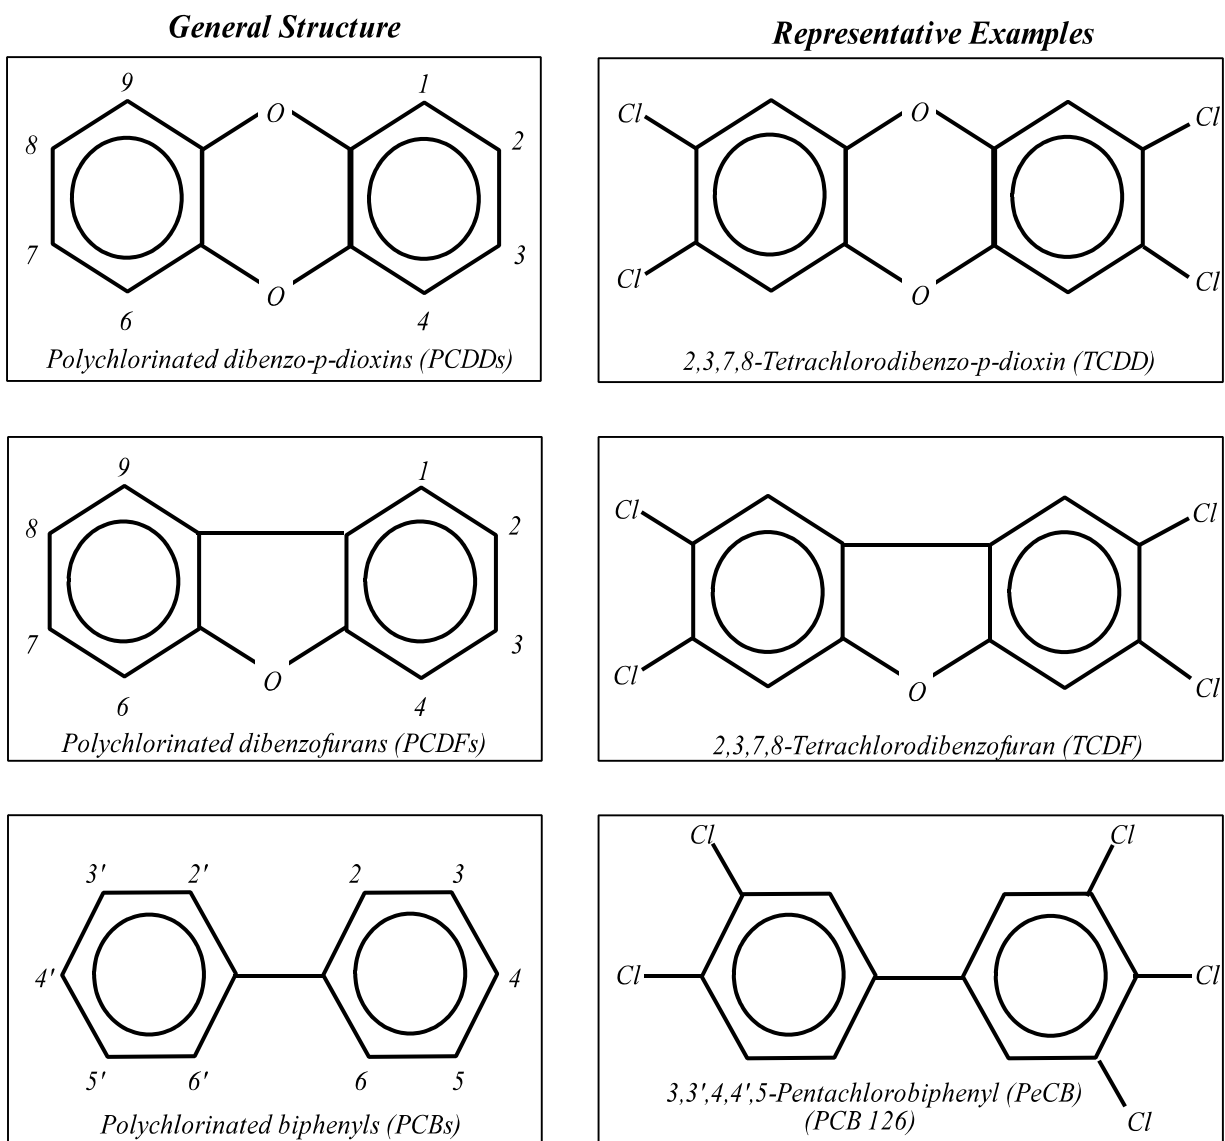 General Structure
Representative Examples
9
1
8
O
2
7
3
O
6
4
Polychlorinated dibenzo-p-dioxins (PCDDs)
Cl
O
Cl
Cl
O
Cl
2,3,7,8-Tetrachlorodibenzo-p-dioxin (TCDD)
9
1
8
2
7
3
O
6
4
Polychlorinated dibenzofurans (PCDFs)
Cl
Cl
Cl
O
Cl
2,3,7,8-Tetrachlorodibenzofuran (TCDF)
3'
2'
2
3
4'
4
5'
6'
6
5
Polychlorinated biphenyls (PCBs)
Cl
Cl
Cl
Cl
Cl
3,3',4,4',5-Pentachlorobiphenyl (PeCB)
(PCB 126)